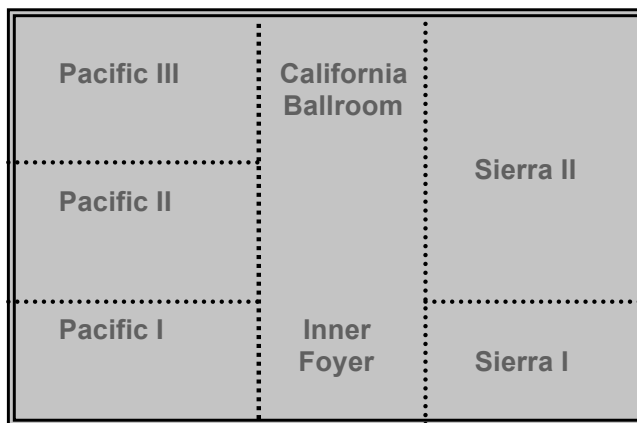 Pacific III
California
Ballroom
Sierra II
Pacific II
Pacific I
Inner
Foyer
Sierra I